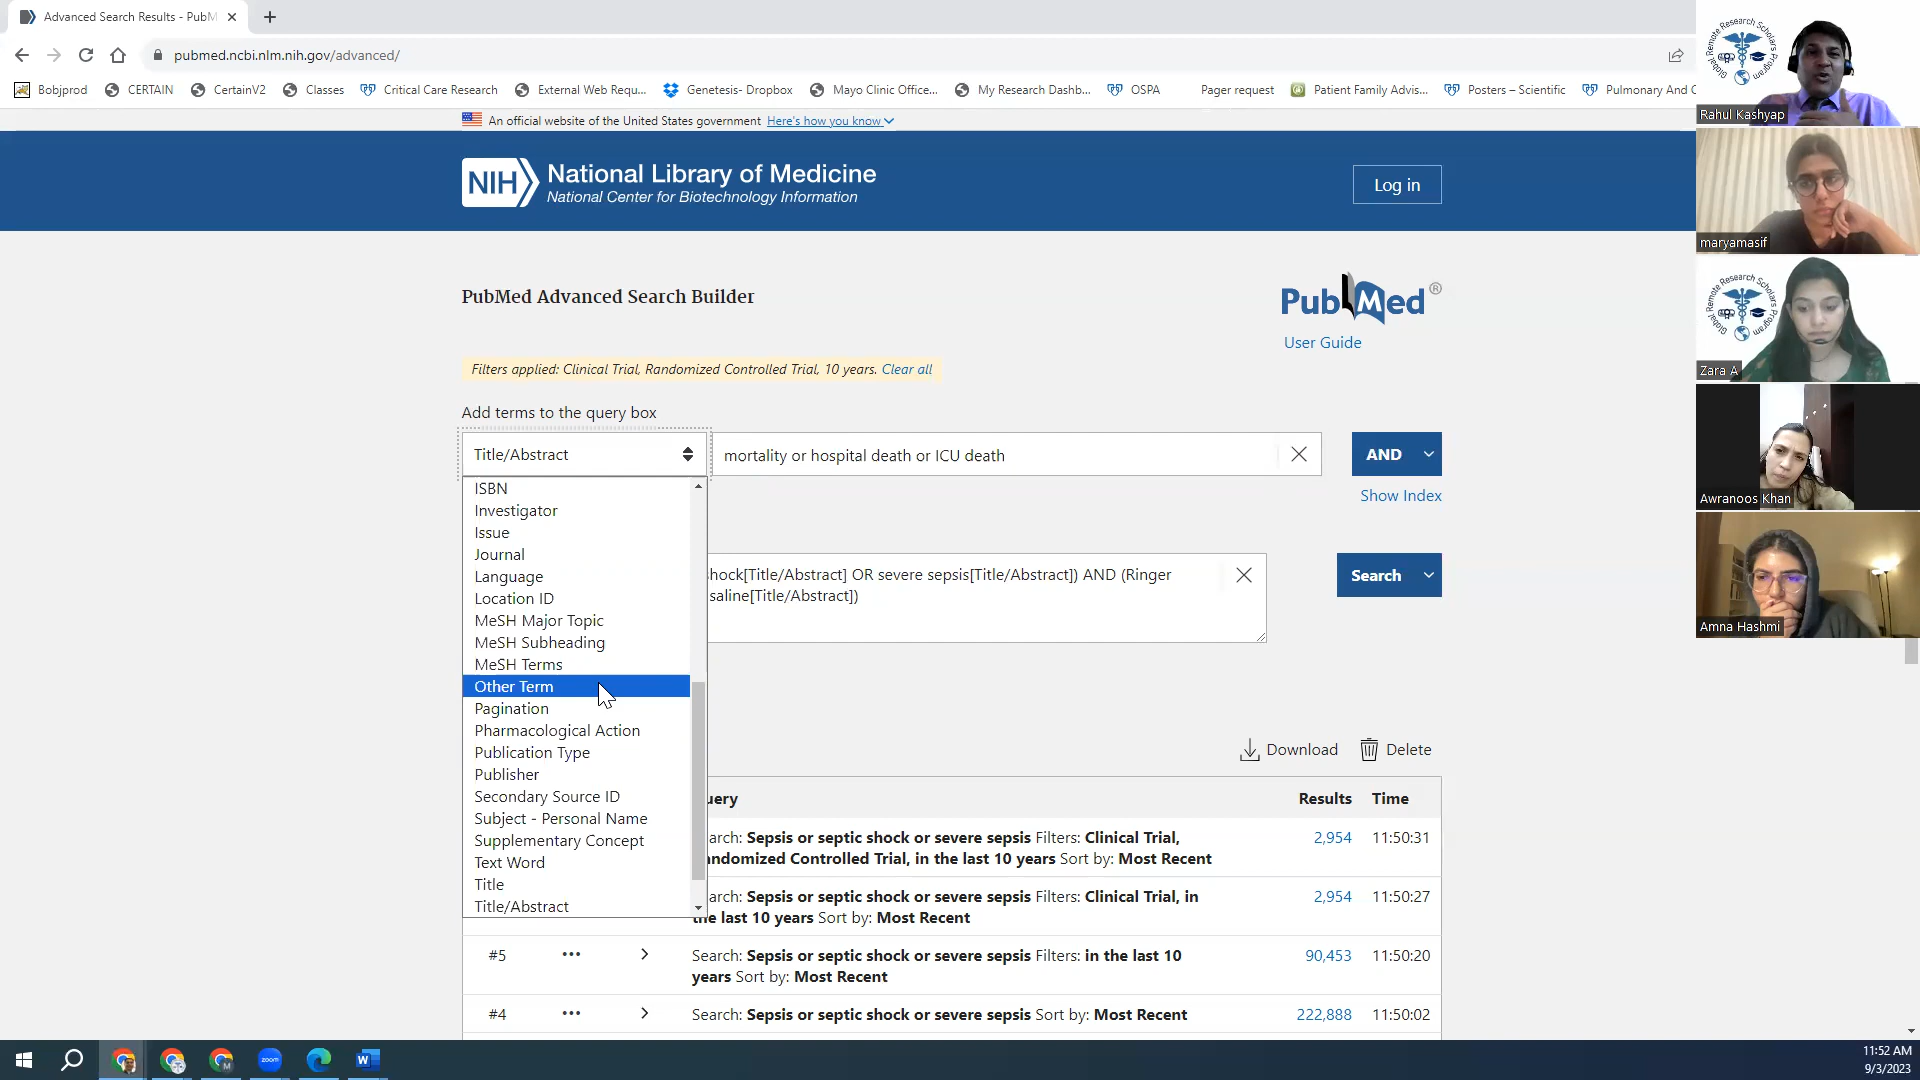 Advanced Search Results - PubM
pubmed.ncbi.nlm.nih.gov/advanced/
Bobjprod
CERTAIN
CertainV2
Classes
Critical Care Research
External Web Requ...
Genetesis- Dropbox
Mayo Clinic Office...
My Research Dashb...
OSPA
Pager request
Patient Family Advis...
Posters – Scientific
Pulmonary And C
An official website of the United States government Here's how you know
NIH
National Library of Medicine
National Center for Biotechnology Information
Log in
PubMed Advanced Search Builder
PubMed®
User Guide
Filters applied: Clinical Trial, Randomized Controlled Trial, 10 years. Clear all
Add terms to the query box
Title/Abstract
mortality or hospital death or ICU death
AND
Show Index
ISBN
Investigator
Issue
Journal
Language
Location ID
MeSH Major Topic
MeSH Subheading
MeSH Terms
Other Term
Pagination
Pharmacological Action
Publication Type
Publisher
Secondary Source ID
Subject - Personal Name
Supplementary Concept
Text Word
Title
Title/Abstract
hock[Title/Abstract] OR severe sepsis[Title/Abstract]) AND (Ringer
saline[Title/Abstract])
Search
Download
Delete
uery
Results
Time
arch: Sepsis or septic shock or severe sepsis Filters: Clinical Trial,
andomized Controlled Trial, in the last 10 years Sort by: Most Recent
2,954
11:50:31
arch: Sepsis or septic shock or severe sepsis Filters: Clinical Trial, in
the last 10 years Sort by: Most Recent
2,954
11:50:27
#5
Search: Sepsis or septic shock or severe sepsis Filters: in the last 10
years Sort by: Most Recent
90,453
11:50:20
#4
Search: Sepsis or septic shock or severe sepsis Sort by: Most Recent
222,888
11:50:02
Global Remote Research Scholars Program
Rahul Kashyap
maryamasif
Global Remote Research Scholars Program
Zara A
Awranoos Khan
Amna Hashmi
zoom
11:52 AM
9/3/2023